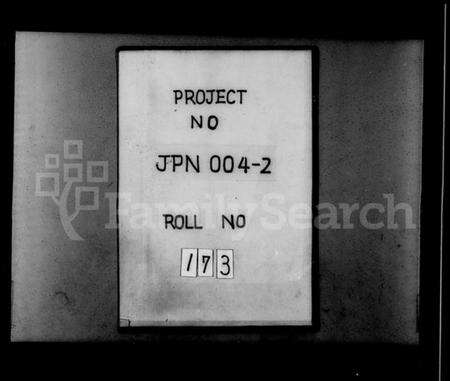 PROJECT
NO
JPN 004-2
FamilySearch
ROLL NO
173